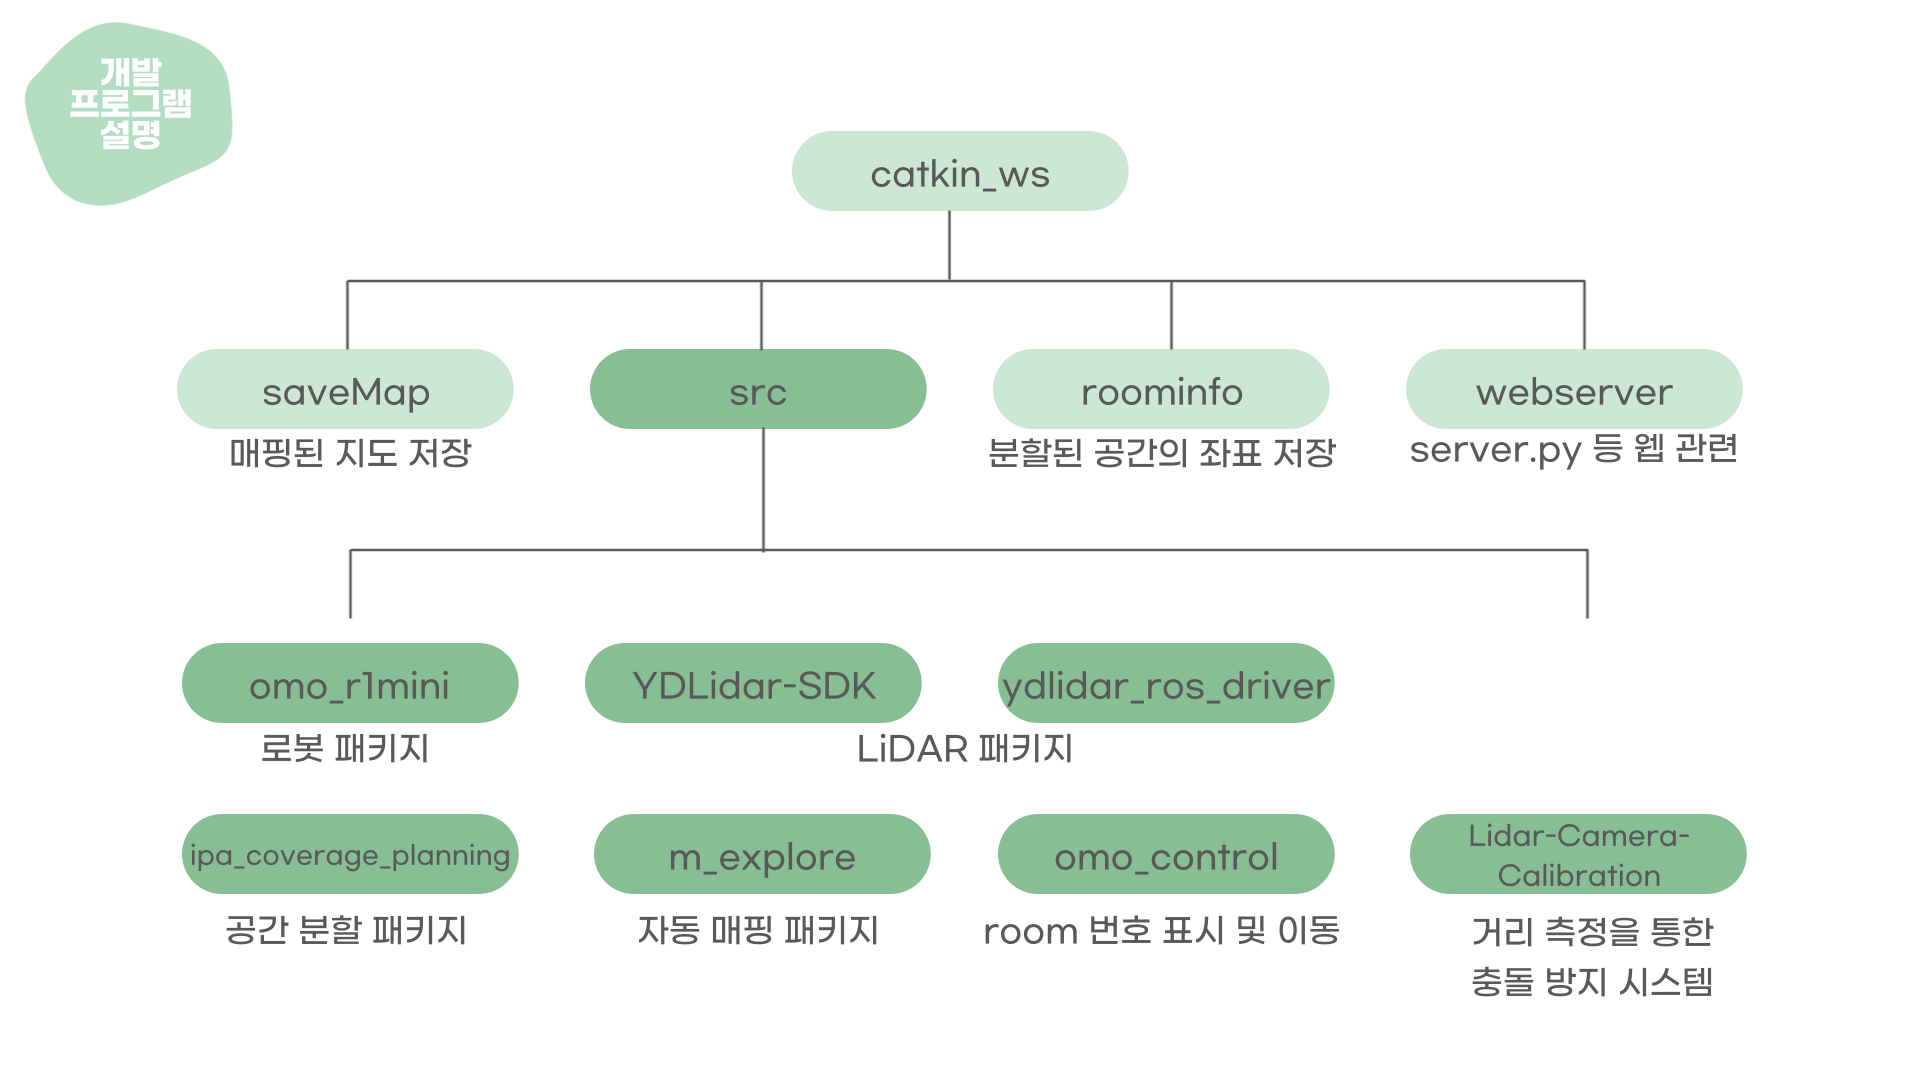 개발
프로그램
설명
catkin_ws
saveMap
src
roominfo
webserver
매핑된 지도 저장
분할된 공간의 좌표 저장
server.py 등 웹 관련
omo_r1mini
YDLidar-SDK
ydlidar_ros_driver
로봇 패키지
LiDAR 패키지
ipa_coverage_planning
m_explore
omo_control
Lidar-Camera-
Calibration
공간 분할 패키지
자동 매핑 패키지
room 번호 표시 및 이동
거리 측정을 통한
충돌 방지 시스템